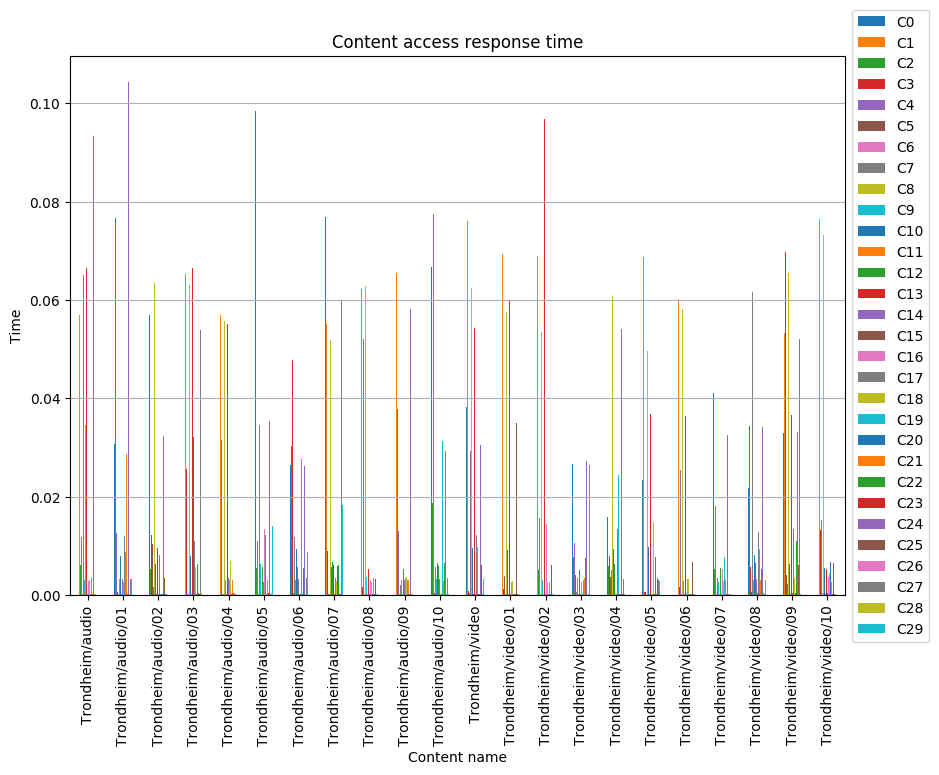 Content access response time
Time
0.10
0.08
0.06
0.04
0.02
0.00
Trondheim/audio
Trondheim/audio/01
Trondheim/audio/02
Trondheim/audio/03
Trondheim/audio/04
Trondheim/audio/05
Trondheim/audio/06
Trondheim/audio/07
Trondheim/audio/08
Trondheim/audio/09
Trondheim/audio/10
Trondheim/video
Trondheim/video/01
Trondheim/video/02
Trondheim/video/03
Trondheim/video/04
Trondheim/video/05
Trondheim/video/06
Trondheim/video/07
Trondheim/video/08
Trondheim/video/09
Trondheim/video/10
Content name
C0
C1
C2
C3
C4
C5
C6
C7
C8
C9
C10
C11
C12
C13
C14
C15
C16
C17
C18
C19
C20
C21
C22
C23
C24
C25
C26
C27
C28
C29